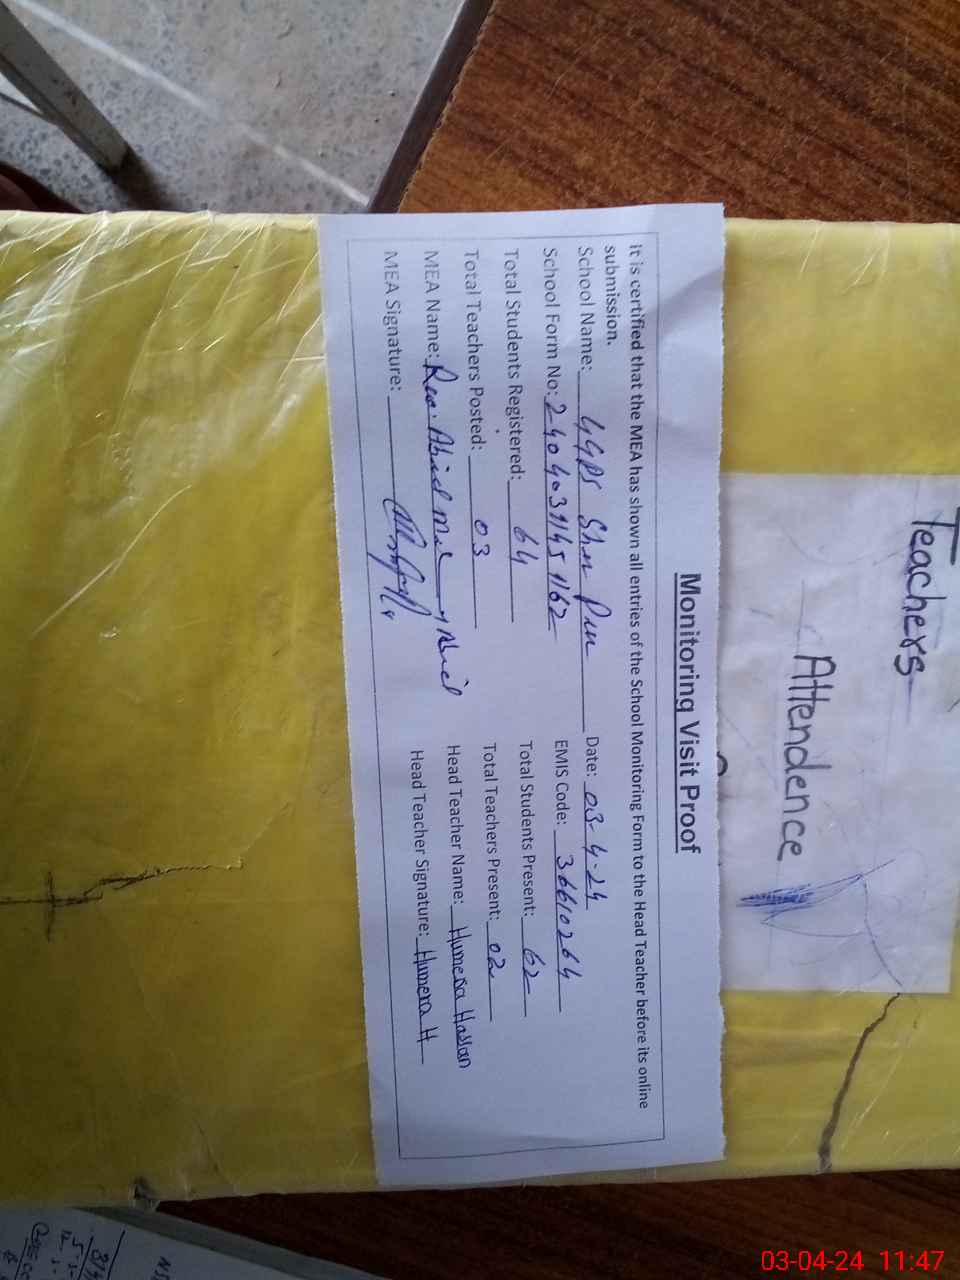 Teachers
Attendence
Monitoring Visit Proof
It is certified that the MEA has shown all entries of the School Monitoring Form to the Head Teacher before its online
submission.
School Name: GGPS Sher Pur Date: 03-4-24
School Form No: EMIS Code: 36610264
Total Students Registered: 64 Total Students Present: 62
Total Teachers Posted: 03 Total Teachers Present: 02
MEA Name: Abid Head Teacher Name: Humera Hassan
MEA Signature: Head Teacher Signature: Humera H
03-04-24 11:47